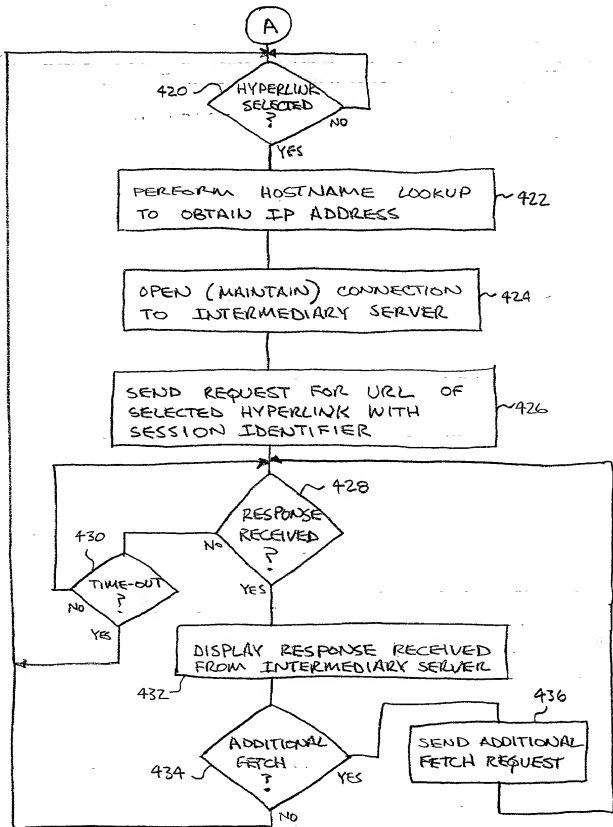 A
420
HYPERLINK
SELECTED
?
NO
YES
PERFORM HOSTNAME LOOKUP
TO OBTAIN IP ADDRESS
422
OPEN (MAINTAIN) CONNECTION
TO INTERMEDIARY SERVER
424
SEND REQUEST FOR URL OF
SELECTED HYPERLINK WITH
SESSION IDENTIFIER
426
428
RESPONSE
RECEIVED
?
NO
YES
430
TIME-OUT
?
NO
YES
DISPLAY RESPONSE RECEIVED
FROM INTERMEDIARY SERVER
432
ADDITIONAL
FETCH
?
434
YES
NO
436
SEND ADDITIONAL
FETCH REQUEST